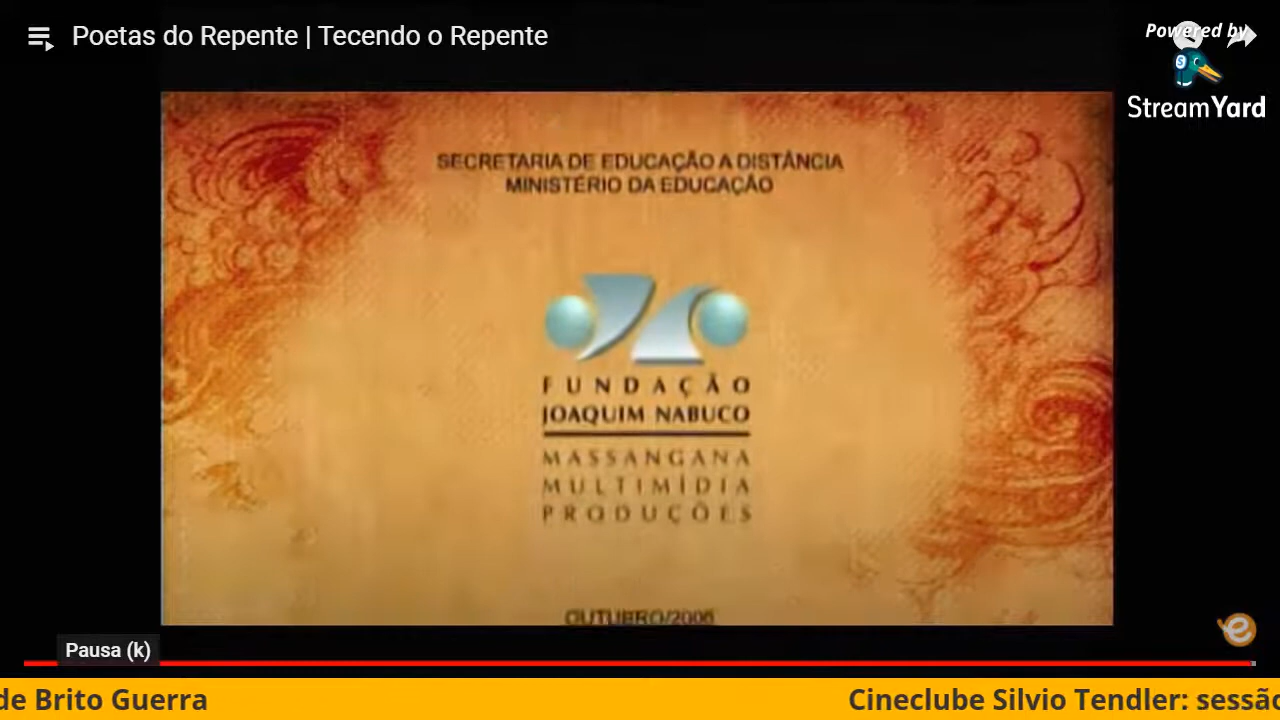 Poetas do Repente | Tecendo o Repente
Powered by
StreamYard
SECRETARIA DE EDUCAÇÃO A DISTÂNCIA
MINISTÉRIO DA EDUCAÇÃO
FUNDAÇÃO
JOAQUIM NABUCO
MASSANGANA
MULTIMÍDIA
PRODUÇÕES
OUTUBRO/2006
Pausa (k)
de Brito Guerra
Cineclube Silvio Tendler: sessão